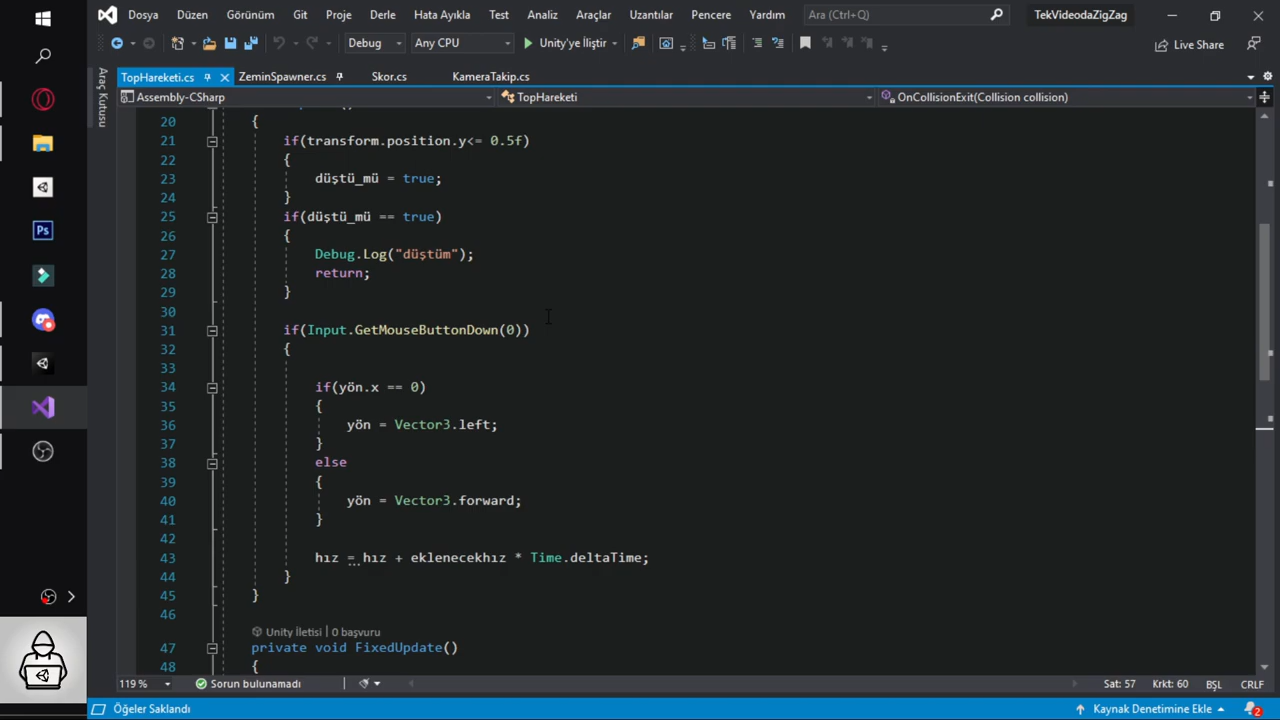 Dosya Düzen Görünüm Git Proje Derle Hata Ayıkla Test Analiz Araçlar Uzantılar Pencere Yardım Ara (Ctrl+Q) TekVideodaZigZag
Debug Any CPU Unity'ye İliştir Live Share
TopHareketi.cs ZeminSpawner.cs Skor.cs KameraTakip.cs
Araç Kutusu
Assembly-CSharp TopHareketi OnCollisionExit(Collision collision)
20 {
21 if(transform.position.y<= 0.5f)
22 {
23 düştü_mü = true;
24 }
25 if(düştü_mü == true)
26 {
27 Debug.Log("düştüm");
28 return;
29 }
30
31 if(Input.GetMouseButtonDown(0))
32 {
33
34 if(yön.x == 0)
35 {
36 yön = Vector3.left;
37 }
38 else
39 {
40 yön = Vector3.forward;
41 }
42
43 hız = hız + eklenecekhız * Time.deltaTime;
44 }
45 }
46
Unity İletisi | 0 başvuru
47 private void FixedUpdate()
48 {
119 % Sorun bulunamadı Sat: 57 Krkt: 60 BŞL CRLF
Öğeler Saklandı Kaynak Denetimine Ekle 2
Ps